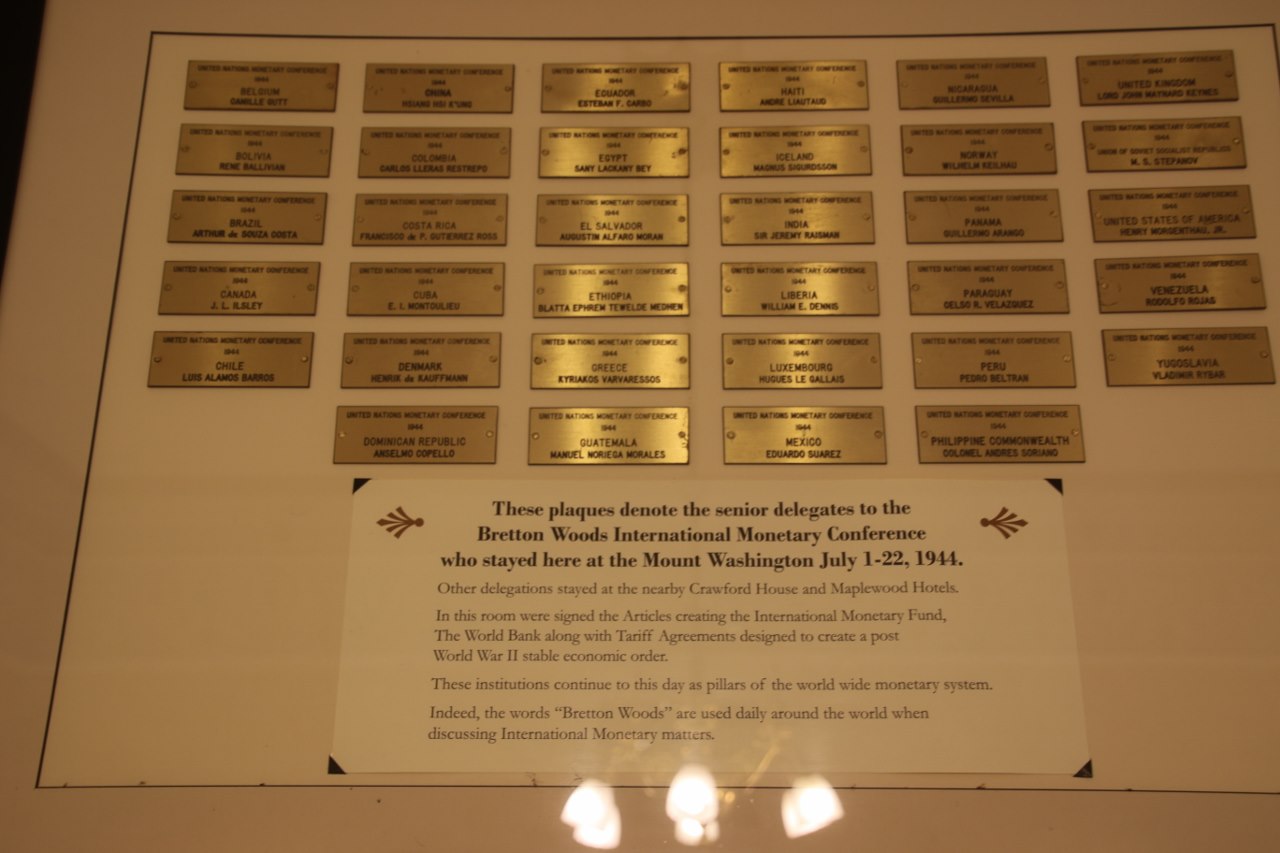 UNITED NATIONS MONETARY CONFERENCE
1944
BELGIUM
CAMILLE GUTT
UNITED NATIONS MONETARY CONFERENCE
1944
BOLIVIA
RENE BALLIVIAN
UNITED NATIONS MONETARY CONFERENCE
1944
BRAZIL
ARTHUR de SOUZA COSTA
UNITED NATIONS MONETARY CONFERENCE
1944
CANADA
J. L. ILSLEY
UNITED NATIONS MONETARY CONFERENCE
1944
CHILE
LUIS ALAMOS BARROS
UNITED NATIONS MONETARY CONFERENCE
1944
CHINA
HSIANG HSI K'UNG
UNITED NATIONS MONETARY CONFERENCE
1944
COLOMBIA
CARLOS LLERAS RESTREPO
UNITED NATIONS MONETARY CONFERENCE
1944
COSTA RICA
FRANCISCO de P. GUTIERREZ ROSS
UNITED NATIONS MONETARY CONFERENCE
1944
CUBA
E. I. MONTOULIEU
UNITED NATIONS MONETARY CONFERENCE
1944
DENMARK
HENRIK de KAUFFMANN
UNITED NATIONS MONETARY CONFERENCE
1944
DOMINICAN REPUBLIC
ANSELMO COPELLO
UNITED NATIONS MONETARY CONFERENCE
1944
ECUADOR
ESTEBAN F. CARBO
UNITED NATIONS MONETARY CONFERENCE
1944
EGYPT
SANY LACKANY BEY
UNITED NATIONS MONETARY CONFERENCE
1944
EL SALVADOR
AUGUSTIN ALFARO MORAN
UNITED NATIONS MONETARY CONFERENCE
1944
ETHIOPIA
BLATTA EPHREM TEWELDE MEDHEN
UNITED NATIONS MONETARY CONFERENCE
1944
GREECE
KYRIAKOS VARVARESSOS
UNITED NATIONS MONETARY CONFERENCE
1944
GUATEMALA
MANUEL NORIEGA MORALES
UNITED NATIONS MONETARY CONFERENCE
1944
HAITI
ANDRE LIAUTAUD
UNITED NATIONS MONETARY CONFERENCE
1944
ICELAND
MAGNUS SIGURDSSON
UNITED NATIONS MONETARY CONFERENCE
1944
INDIA
SIR JEREMY RAISMAN
UNITED NATIONS MONETARY CONFERENCE
1944
LIBERIA
WILLIAM E. DENNIS
UNITED NATIONS MONETARY CONFERENCE
1944
LUXEMBOURG
HUGUES LE GALLAIS
UNITED NATIONS MONETARY CONFERENCE
1944
MEXICO
EDUARDO SUAREZ
UNITED NATIONS MONETARY CONFERENCE
1944
NICARAGUA
GUILLERMO SEVILLA
UNITED NATIONS MONETARY CONFERENCE
1944
NORWAY
WILHELM KEILHAU
UNITED NATIONS MONETARY CONFERENCE
1944
PANAMA
GUILLERMO ARANGO
UNITED NATIONS MONETARY CONFERENCE
1944
PARAGUAY
CELSO R. VELAZQUEZ
UNITED NATIONS MONETARY CONFERENCE
1944
PERU
PEDRO BELTRAN
UNITED NATIONS MONETARY CONFERENCE
1944
PHILIPPINE COMMONWEALTH
COLONEL ANDRES SORIANO
UNITED NATIONS MONETARY CONFERENCE
1944
UNITED KINGDOM
LORD JOHN MAYNARD KEYNES
UNITED NATIONS MONETARY CONFERENCE
1944
UNION OF SOVIET SOCIALIST REPUBLICS
M. S. STEPANOV
UNITED NATIONS MONETARY CONFERENCE
1944
UNITED STATES OF AMERICA
HENRY MORGENTHAU, JR.
UNITED NATIONS MONETARY CONFERENCE
1944
VENEZUELA
RODOLFO ROJAS
UNITED NATIONS MONETARY CONFERENCE
1944
YUGOSLAVIA
VLADIMIR RYBAR
These plaques denote the senior delegates to the
Bretton Woods International Monetary Conference
who stayed here at the Mount Washington July 1-22, 1944.
Other delegations stayed at the nearby Crawford House and Maplewood Hotels.
In this room were signed the Articles creating the International Monetary Fund,
The World Bank along with Tariff Agreements designed to create a post
World War II stable economic order.
These institutions continue to this day as pillars of the world wide monetary system.
Indeed, the words “Bretton Woods” are used daily around the world when
discussing International Monetary matters.